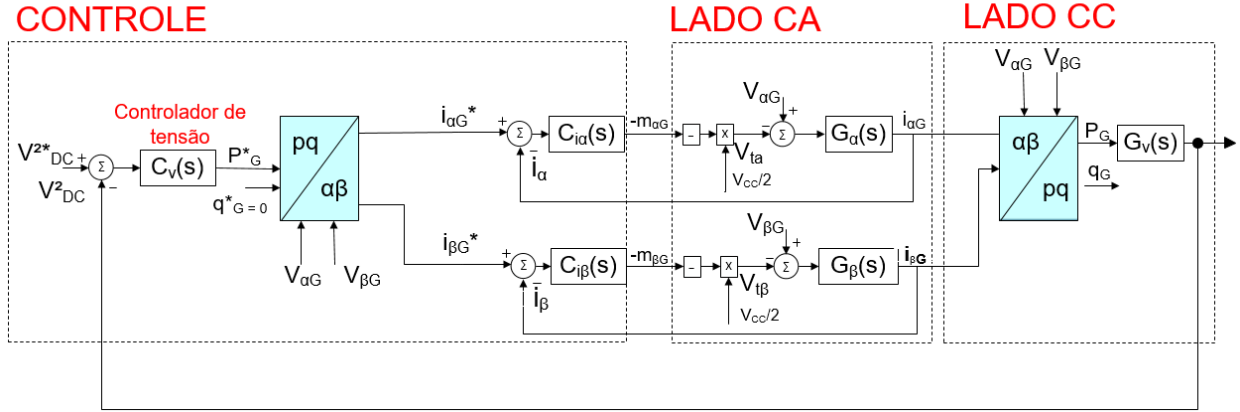 CONTROLE
LADO CA
LADO CC
Controlador de
tensão
V²*DC
+
Σ
−
V²DC
Cv(s)
P*G
q*G = 0
pq
αβ
VαG
VβG
iαG*
+
Σ
-
iα
Ciα(s)
-mαG
−
x
VCC/2
Vta
VαG
+
−
Σ
Gα(s)
iαG
iβG*
+
Σ
-
iβ
Ciβ(s)
-mβG
−
x
VCC/2
Vtβ
VβG
+
−
Σ
Gβ(s)
iβG
VαG
VβG
αβ
pq
PG
qG
Gv(s)